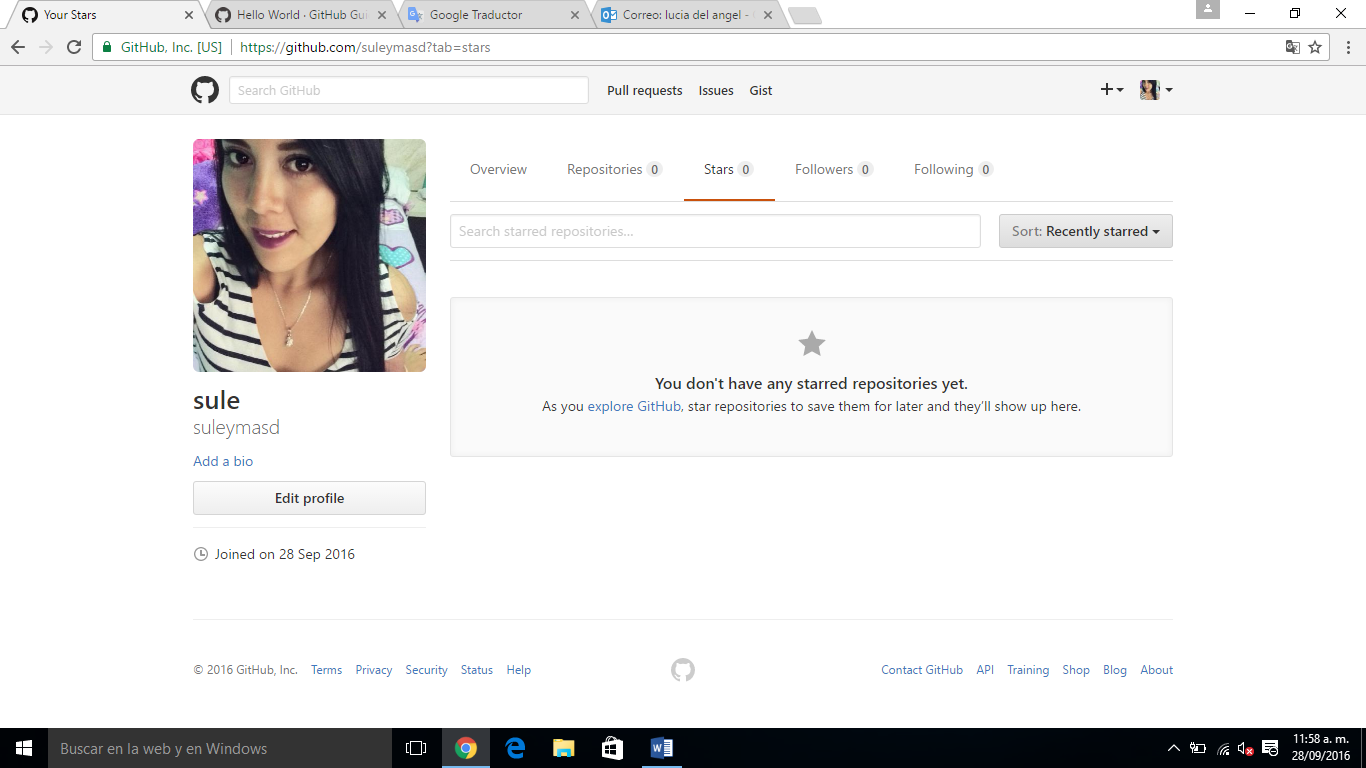 Your Stars
Hello World · GitHub Gui
Google Traductor
Correo: lucia del angel -
GitHub, Inc. [US] https://github.com/suleymasd?tab=stars
Search GitHub
Pull requests Issues Gist
Overview Repositories 0 Stars 0 Followers 0 Following 0
Search starred repositories...
Sort: Recently starred
You don't have any starred repositories yet.
As you explore GitHub, star repositories to save them for later and they'll show up here.
sule
suleymasd
Add a bio
Edit profile
Joined on 28 Sep 2016
© 2016 GitHub, Inc. Terms Privacy Security Status Help
Contact GitHub API Training Shop Blog About
Buscar en la web y en Windows
11:58 a. m.
28/09/2016